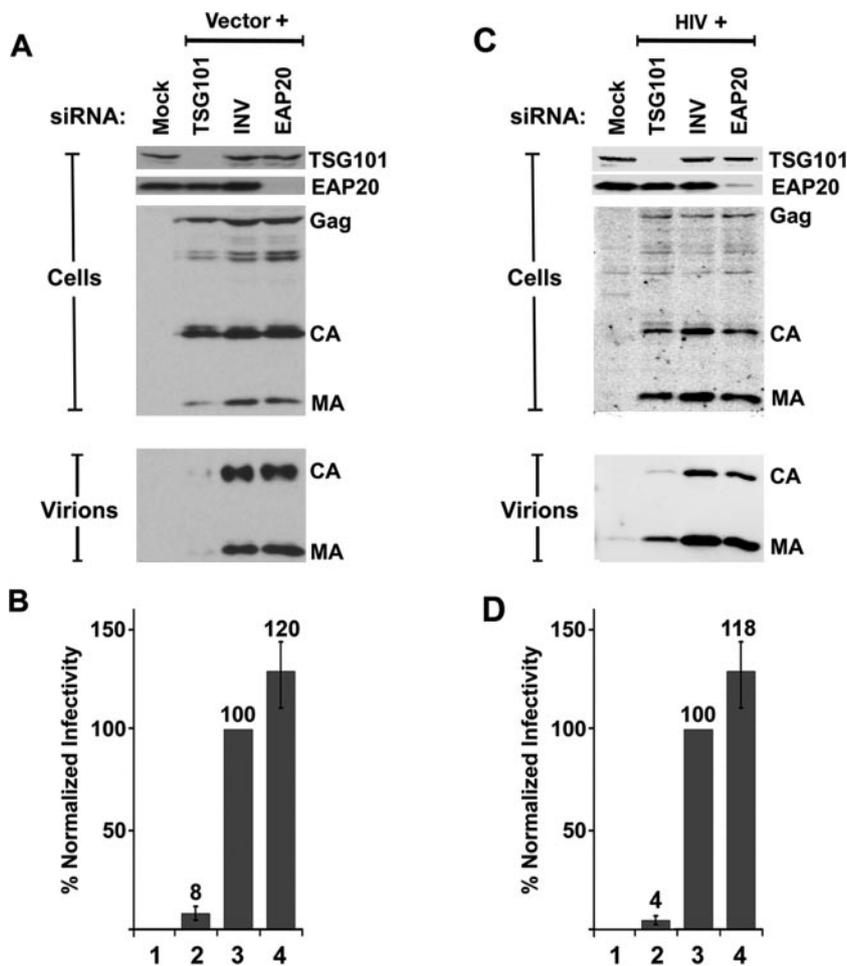 A
Vector +
siRNA:
Mock
TSG101
INV
EAP20
TSG101
EAP20
Gag
Cells
CA
MA
CA
Virions
MA
B
% Normalized Infectivity
150
100
50
8
100
120
1 2 3 4
C
HIV +
siRNA:
Mock
TSG101
INV
EAP20
TSG101
EAP20
Gag
Cells
CA
MA
CA
Virions
MA
D
% Normalized Infectivity
150
100
50
4
100
118
1 2 3 4